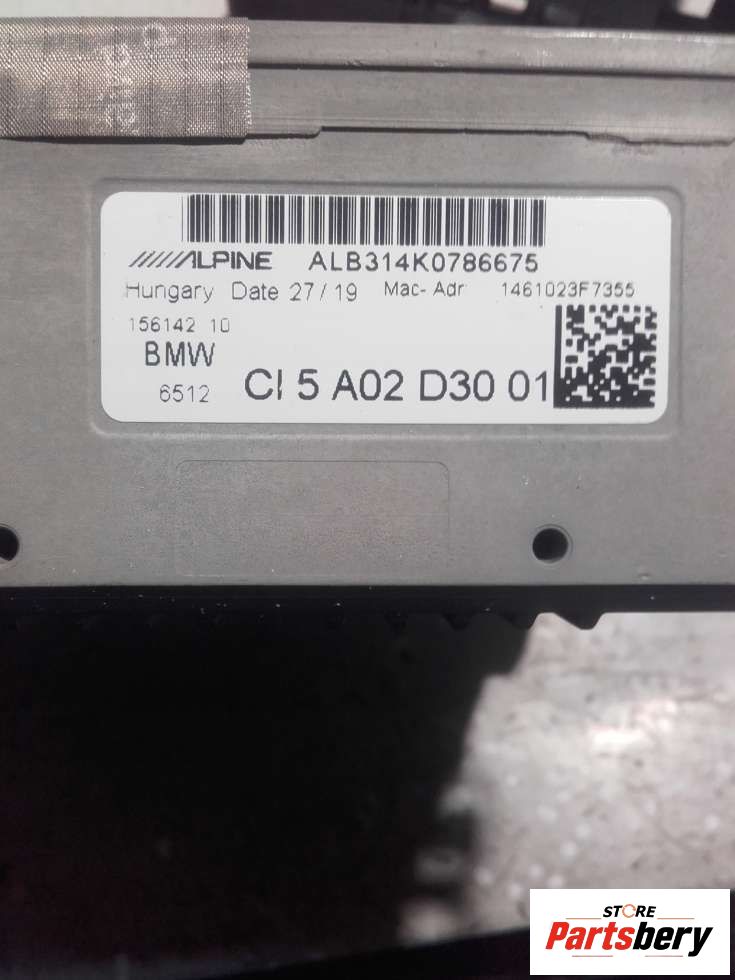 ALPINE ALB314K0786675
Hungary Date 27/19 Mac-Adr 1461023F7355
156142 10
BMW
6512 CI 5 A02 D30 01
STORE
Partsbery